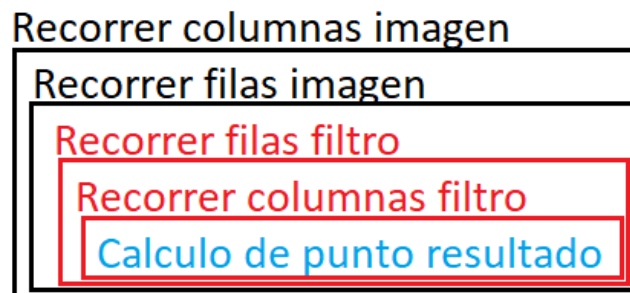 Recorrer columnas imagen
Recorrer filas imagen
Recorrer filas filtro
Recorrer columnas filtro
Calculo de punto resultado